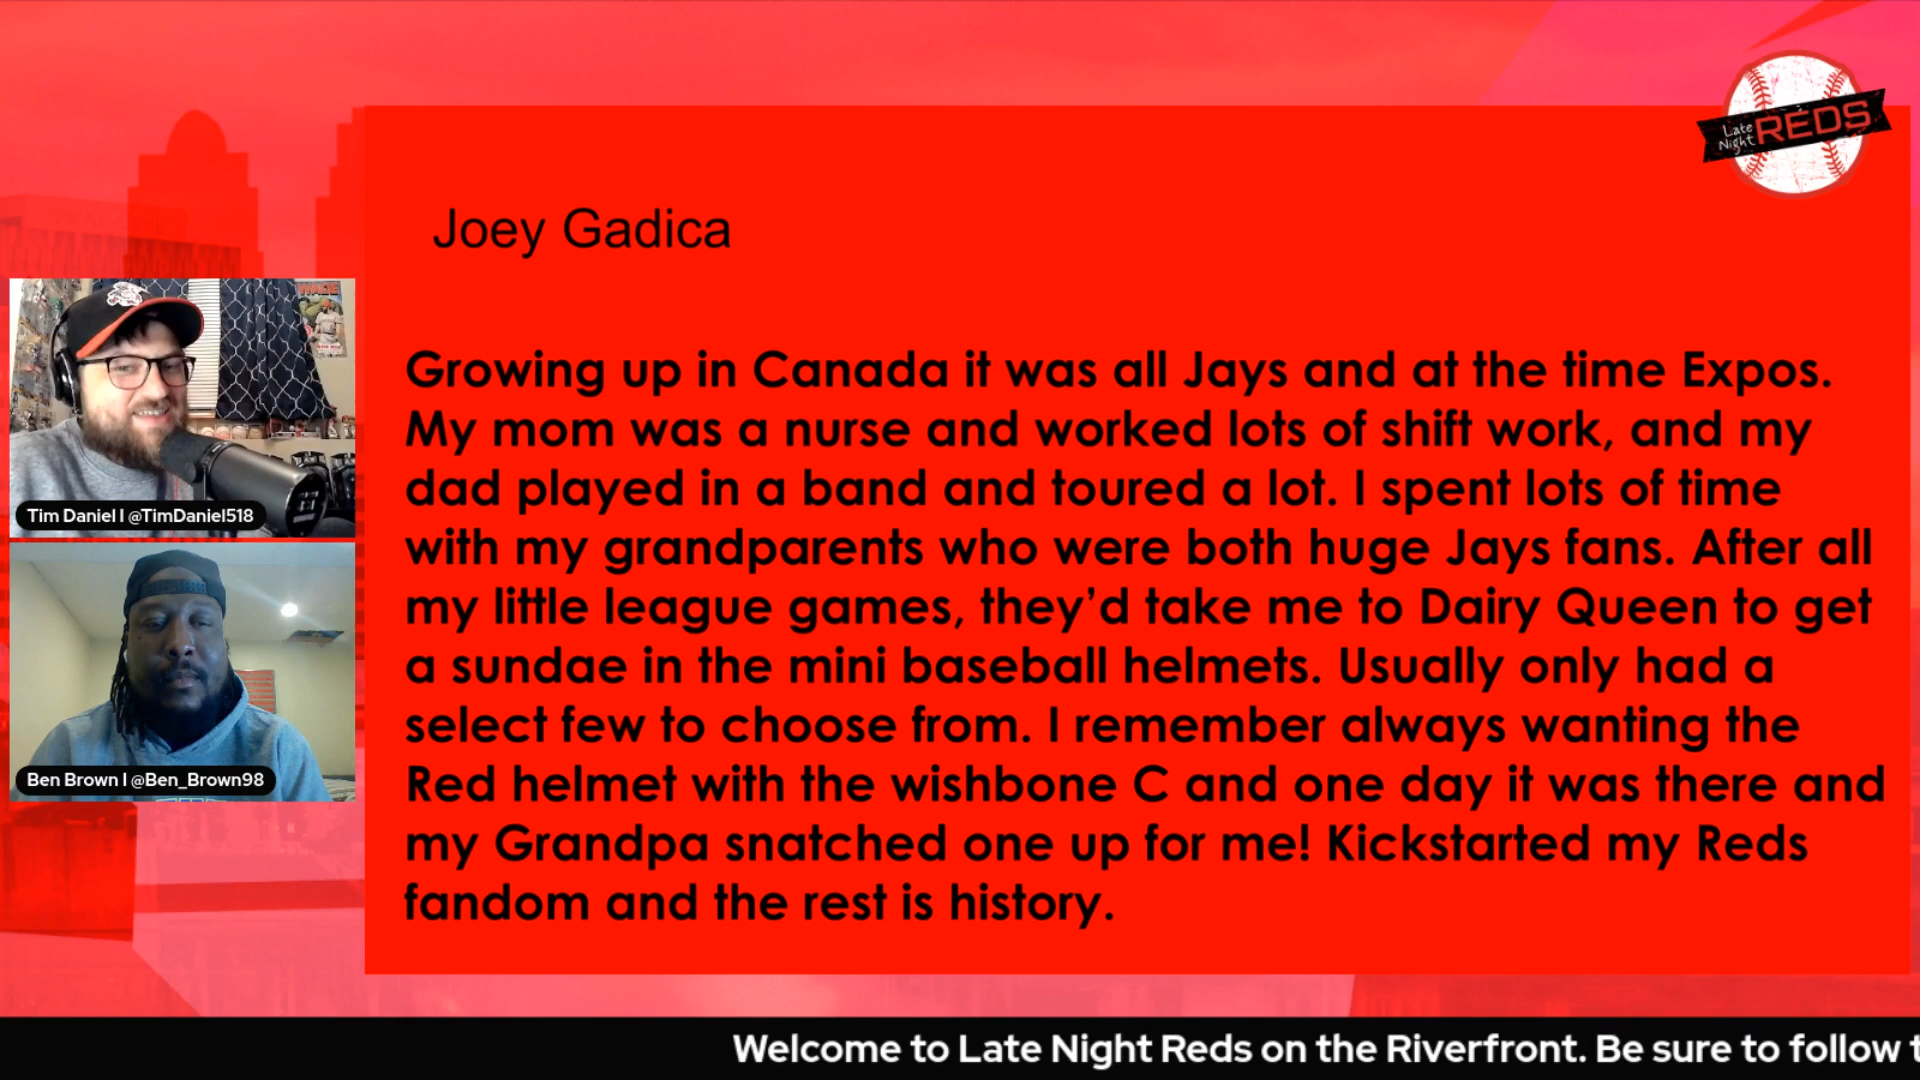 Late
Night REDS
Joey Gadica
WADE
Growing up in Canada it was all Jays and at the time Expos.
My mom was a nurse and worked lots of shift work, and my
dad played in a band and toured a lot. I spent lots of time
with my grandparents who were both huge Jays fans. After all
my little league games, they’d take me to Dairy Queen to get
a sundae in the mini baseball helmets. Usually only had a
select few to choose from. I remember always wanting the
Red helmet with the wishbone C and one day it was there and
my Grandpa snatched one up for me! Kickstarted my Reds
fandom and the rest is history.
Tim Daniel | @TimDaniel518
Ben Brown | @Ben_Brown98
Welcome to Late Night Reds on the Riverfront. Be sure to follow t